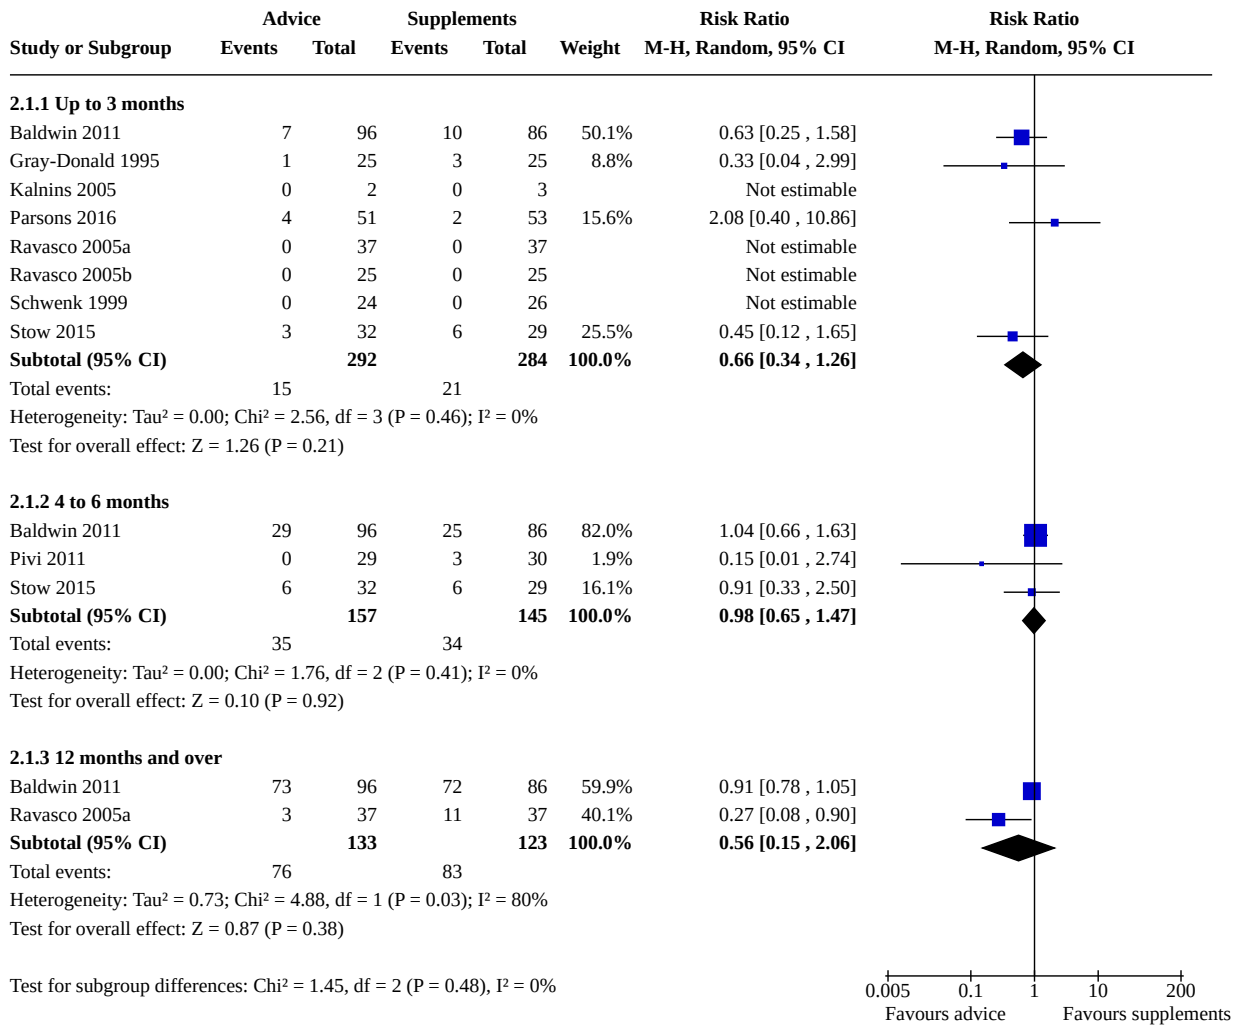 Advice Supplements Risk Ratio Risk Ratio
Study or Subgroup Events Total Events Total Weight M-H, Random, 95% CI M-H, Random, 95% CI
2.1.1 Up to 3 months
Baldwin 2011 7 96 10 86 50.1% 0.63 [0.25 , 1.58]
Gray-Donald 1995 1 25 3 25 8.8% 0.33 [0.04 , 2.99]
Kalnins 2005 0 2 0 3 Not estimable
Parsons 2016 4 51 2 53 15.6% 2.08 [0.40 , 10.86]
Ravasco 2005a 0 37 0 37 Not estimable
Ravasco 2005b 0 25 0 25 Not estimable
Schwenk 1999 0 24 0 26 Not estimable
Stow 2015 3 32 6 29 25.5% 0.45 [0.12 , 1.65]
Subtotal (95% CI) 292 284 100.0% 0.66 [0.34 , 1.26]
Total events: 15 21
Heterogeneity: Tau² = 0.00; Chi² = 2.56, df = 3 (P = 0.46); I² = 0%
Test for overall effect: Z = 1.26 (P = 0.21)
2.1.2 4 to 6 months
Baldwin 2011 29 96 25 86 82.0% 1.04 [0.66 , 1.63]
Pivi 2011 0 29 3 30 1.9% 0.15 [0.01 , 2.74]
Stow 2015 6 32 6 29 16.1% 0.91 [0.33 , 2.50]
Subtotal (95% CI) 157 145 100.0% 0.98 [0.65 , 1.47]
Total events: 35 34
Heterogeneity: Tau² = 0.00; Chi² = 1.76, df = 2 (P = 0.41); I² = 0%
Test for overall effect: Z = 0.10 (P = 0.92)
2.1.3 12 months and over
Baldwin 2011 73 96 72 86 59.9% 0.91 [0.78 , 1.05]
Ravasco 2005a 3 37 11 37 40.1% 0.27 [0.08 , 0.90]
Subtotal (95% CI) 133 123 100.0% 0.56 [0.15 , 2.06]
Total events: 76 83
Heterogeneity: Tau² = 0.73; Chi² = 4.88, df = 1 (P = 0.03); I² = 80%
Test for overall effect: Z = 0.87 (P = 0.38)
Test for subgroup differences: Chi² = 1.45, df = 2 (P = 0.48), I² = 0%
0.005 0.1 1 10 200
Favours advice Favours supplements